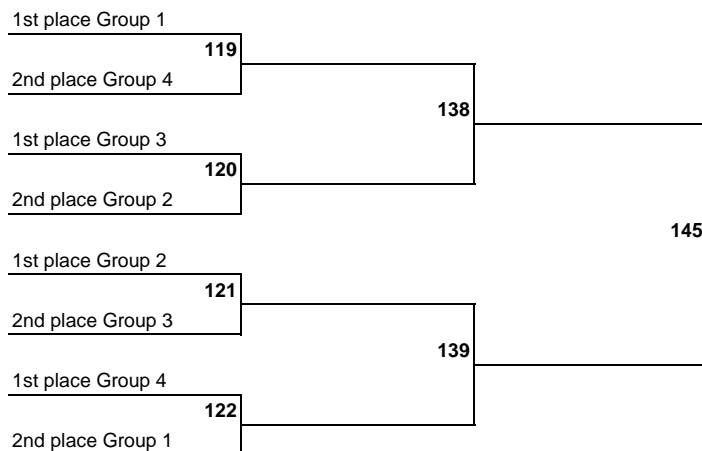 1st place Group 1
119
2nd place Group 4
138
1st place Group 3
120
2nd place Group 2
145
1st place Group 2
121
2nd place Group 3
139
1st place Group 4
122
2nd place Group 1